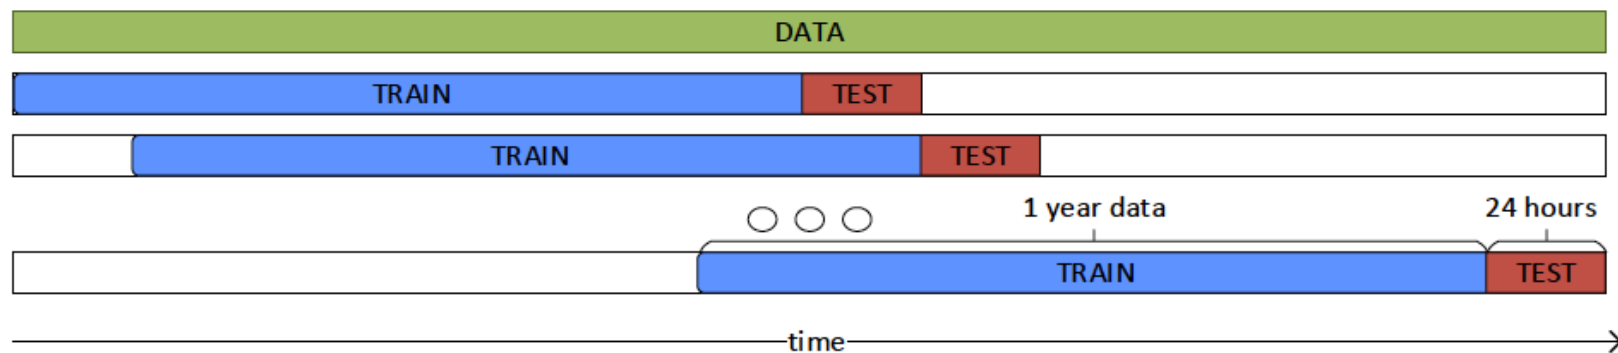 DATA
TRAIN TEST
TRAIN TEST
1 year data 24 hours
TRAIN TEST
time